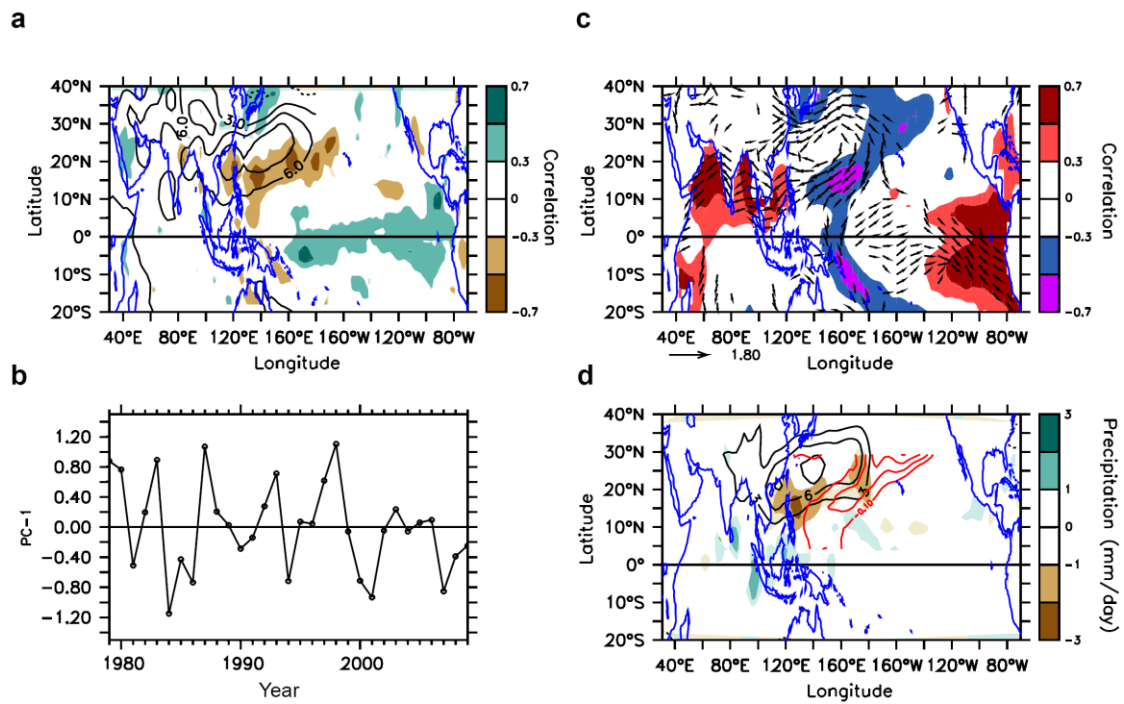 a
40°N
30°N
20°N
10°N
0°
10°S
20°S
Latitude
6.0
3.0
6.0
40°E 80°E 120°E 160°E 160°W 120°W 80°W
Longitude
0.7
0.3
0
-0.3
-0.7
Correlation
c
40°N
30°N
20°N
10°N
0°
10°S
20°S
Latitude
40°E 80°E 120°E 160°E 160°W 120°W 80°W
1.80
Longitude
0.7
0.3
0
-0.3
-0.7
Correlation
b
1.20
0.80
0.40
0.00
-0.40
-0.80
-1.20
PC-1
1980 1990 2000
Year
d
40°N
30°N
20°N
10°N
0°
10°S
20°S
Latitude
6
-0.10
40°E 80°E 120°E 160°E 160°W 120°W 80°W
Longitude
3
1
0
-1
-3
Precipitation (mm/day)